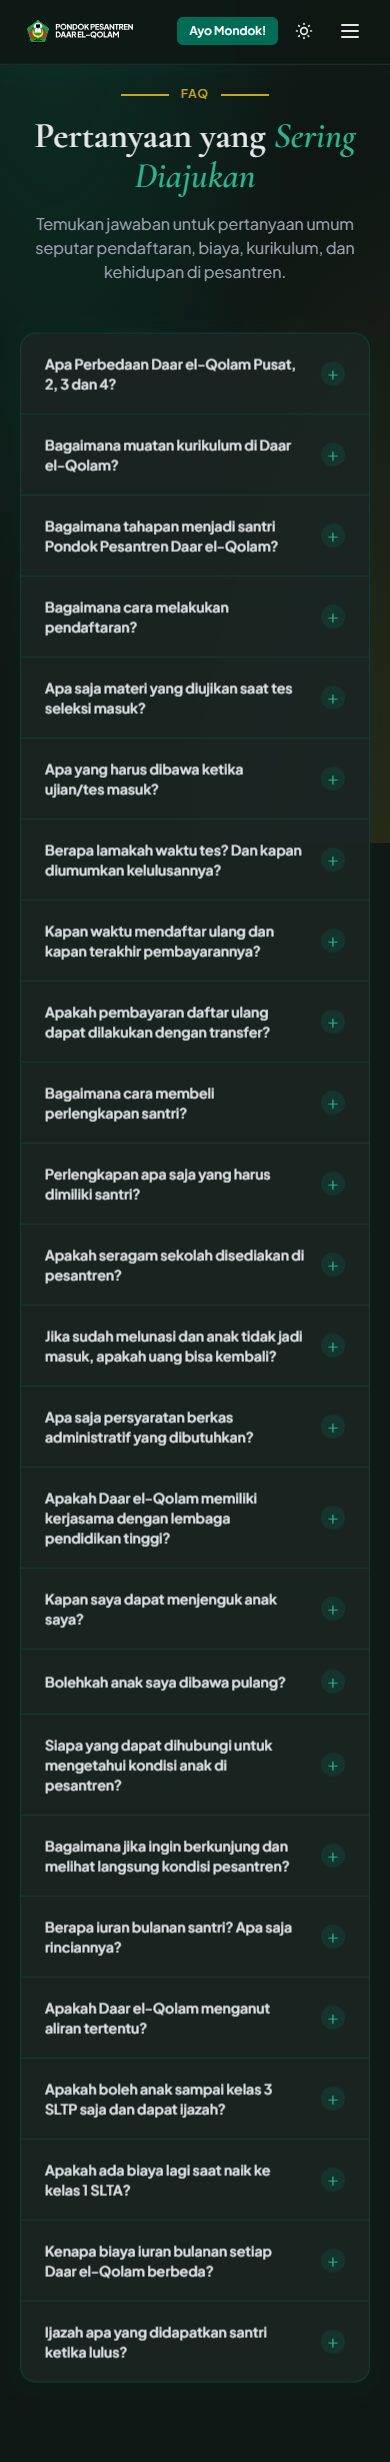 PONDOK PESANTREN
DAAR EL-QOLAM
Ayo Mondok!
FAQ
Pertanyaan yang Sering
Diajukan
Temukan jawaban untuk pertanyaan umum
seputar pendaftaran, biaya, kurikulum, dan
kehidupan di pesantren.
Apa Perbedaan Daar el-Qolam Pusat,
2, 3 dan 4?
+
Bagaimana muatan kurikulum di Daar
el-Qolam?
+
Bagaimana tahapan menjadi santri
Pondok Pesantren Daar el-Qolam?
+
Bagaimana cara melakukan
pendaftaran?
+
Apa saja materi yang diujikan saat tes
seleksi masuk?
+
Apa yang harus dibawa ketika
ujian/tes masuk?
+
Berapa lamakah waktu tes? Dan kapan
diumumkan kelulusannya?
+
Kapan waktu mendaftar ulang dan
kapan terakhir pembayarannya?
+
Apakah pembayaran daftar ulang
dapat dilakukan dengan transfer?
+
Bagaimana cara membeli
perlengkapan santri?
+
Perlengkapan apa saja yang harus
dimiliki santri?
+
Apakah seragam sekolah disediakan di
pesantren?
+
Jika sudah melunasi dan anak tidak jadi
masuk, apakah uang bisa kembali?
+
Apa saja persyaratan berkas
administratif yang dibutuhkan?
+
Apakah Daar el-Qolam memiliki
kerjasama dengan lembaga
pendidikan tinggi?
+
Kapan saya dapat menjenguk anak
saya?
+
Bolehkah anak saya dibawa pulang?
+
Siapa yang dapat dihubungi untuk
mengetahui kondisi anak di
pesantren?
+
Bagaimana jika ingin berkunjung dan
melihat langsung kondisi pesantren?
+
Berapa iuran bulanan santri? Apa saja
rinciannya?
+
Apakah Daar el-Qolam menganut
aliran tertentu?
+
Apakah boleh anak sampai kelas 3
SLTP saja dan dapat ijazah?
+
Apakah ada biaya lagi saat naik ke
kelas 1 SLTA?
+
Kenapa biaya iuran bulanan setiap
Daar el-Qolam berbeda?
+
Ijazah apa yang didapatkan santri
ketika lulus?
+